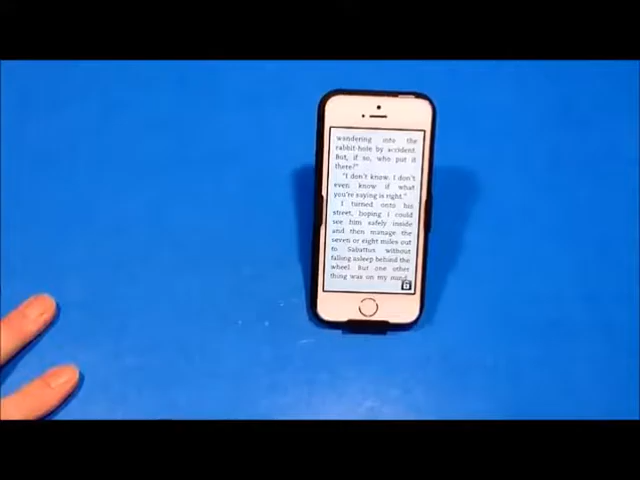 wandering into the
rabbit-hole by accident.
But, if so, who put it
there?"
"I don't know. I don't
even know if what
you're saying is right."
I turned onto his
street, hoping I could
see him safely inside
and then manage the
seven or eight miles out
to Sabattus without
falling asleep behind the
wheel. But one other
thing was on my mind,